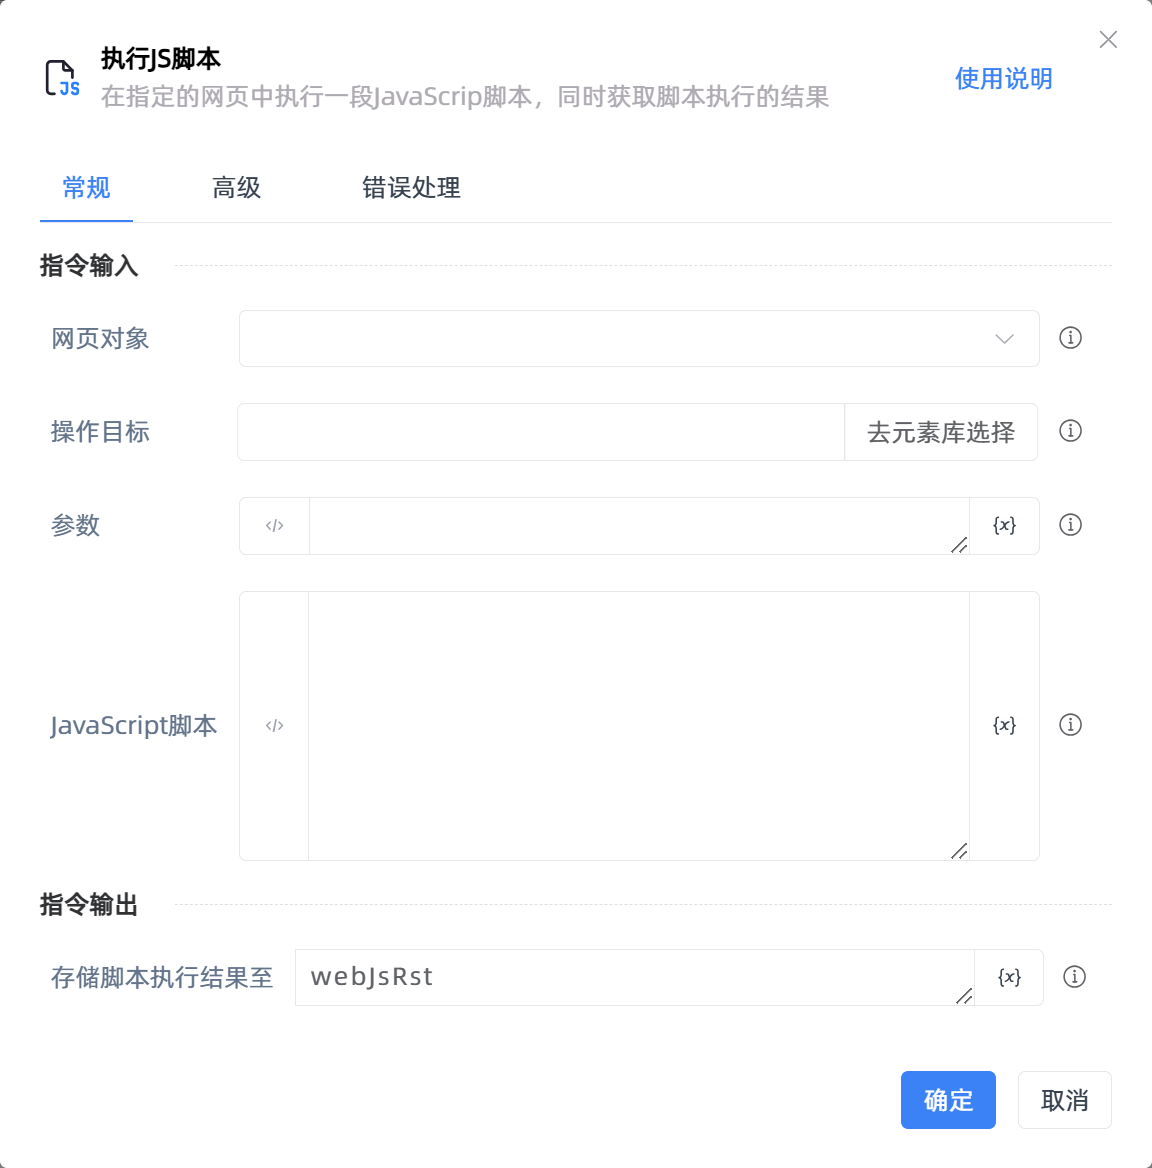 执行JS脚本
在指定的网页中执行一段JavaScrip脚本，同时获取脚本执行的结果
使用说明
JS
常规
高级
错误处理
指令输入
网页对象
操作目标
去元素库选择
参数
</>
{x}
JavaScript脚本
</>
{x}
指令输出
存储脚本执行结果至
webJsRst
{x}
确定
取消